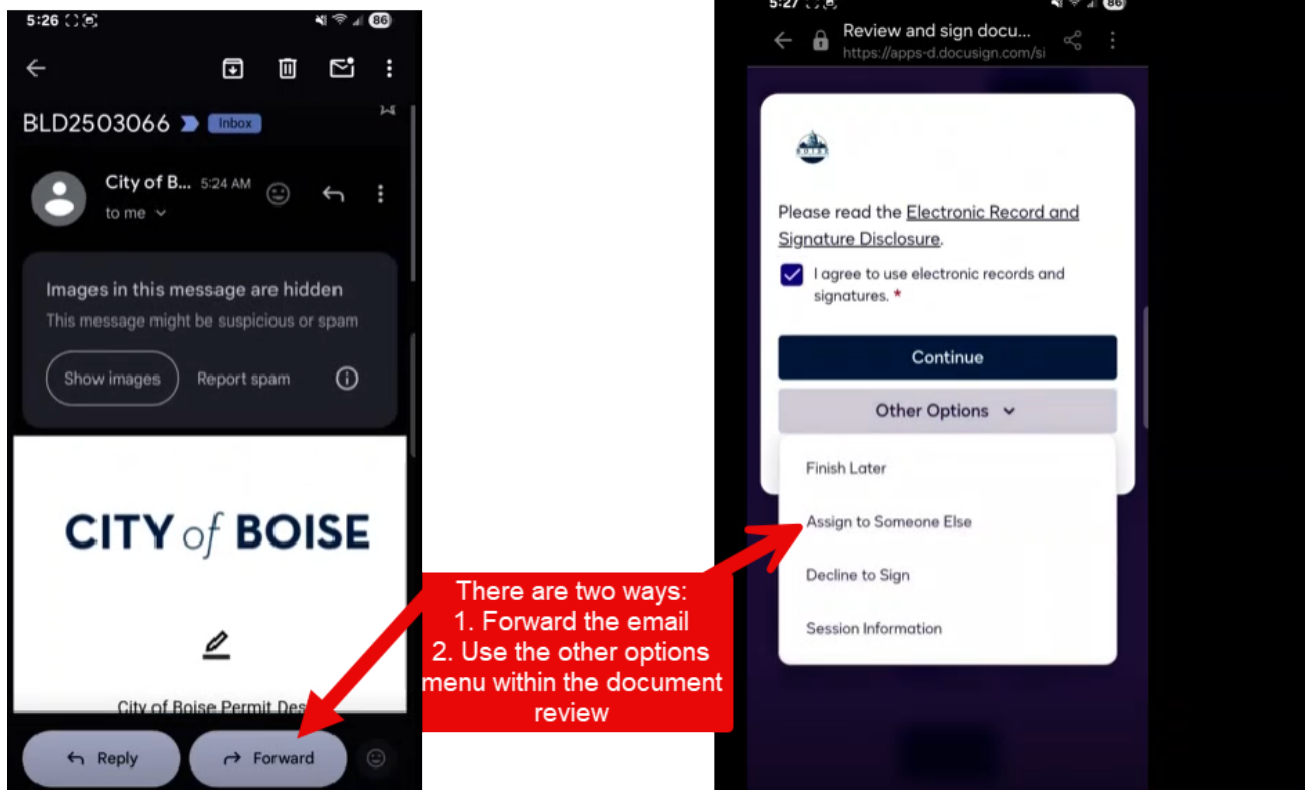 5:26
86
BLD2503066 Inbox
City of B... 5:24 AM
to me
Images in this message are hidden
This message might be suspicious or spam
Show images Report spam
CITY of BOISE
City of Boise Permit Des
Reply Forward
There are two ways:
1. Forward the email
2. Use the other options
menu within the document
review
5:27
86
Review and sign docu...
https://apps-d.docusign.com/si
BOISE
Please read the Electronic Record and
Signature Disclosure.
I agree to use electronic records and
signatures. *
Continue
Other Options
Finish Later
Assign to Someone Else
Decline to Sign
Session Information